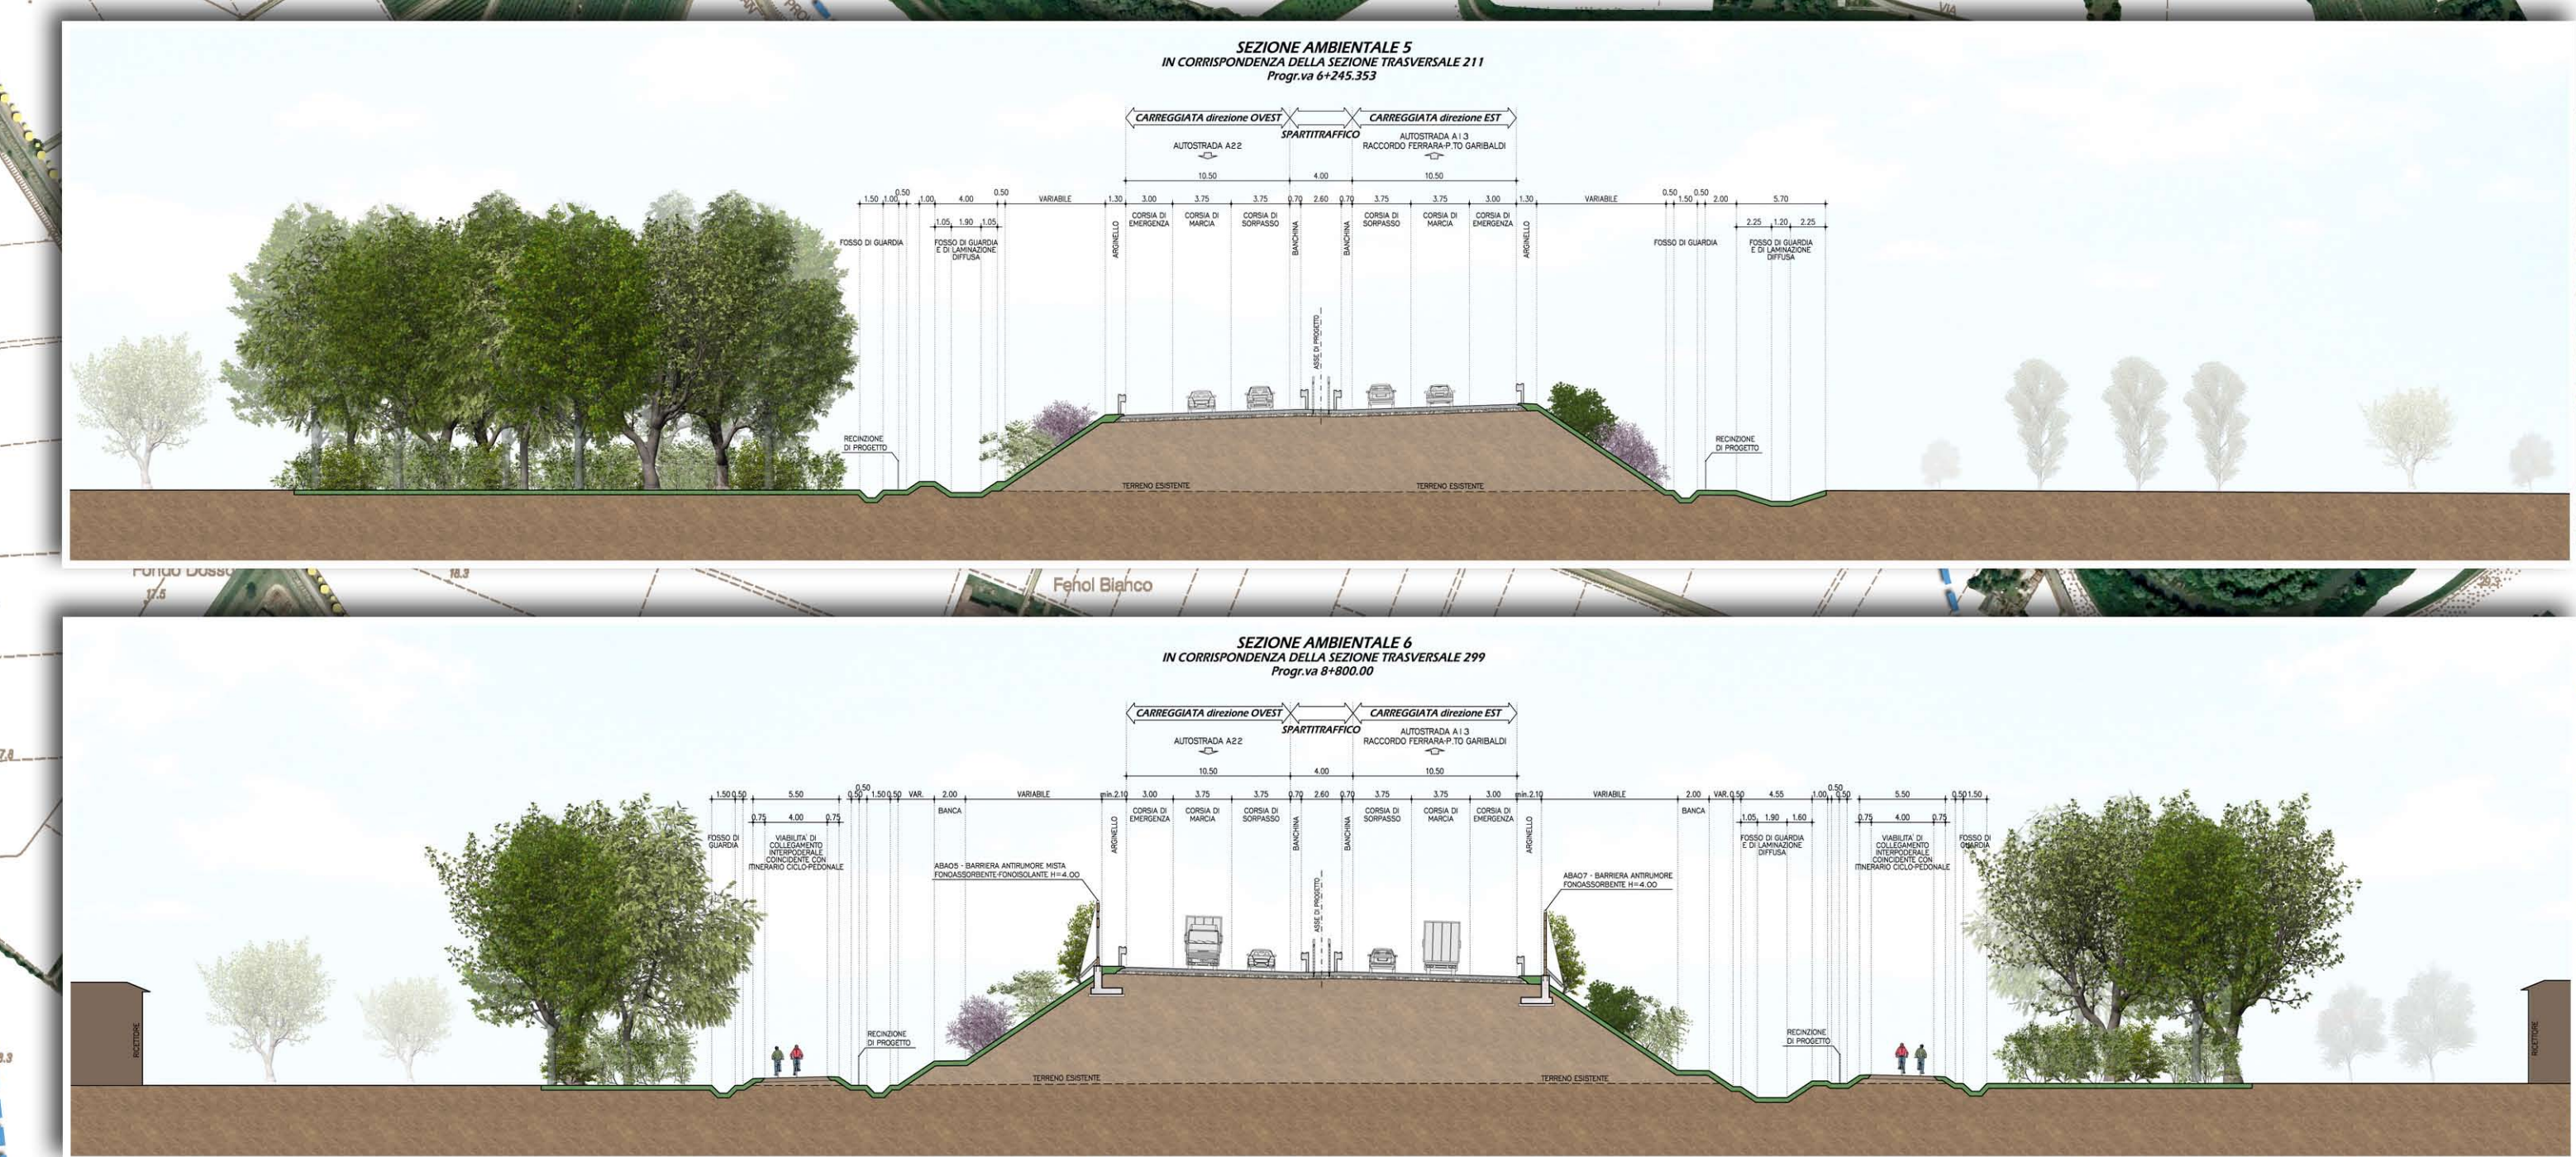 PRO
VIA
SEZIONE AMBIENTALE 5
IN CORRISPONDENZA DELLA SEZIONE TRASVERSALE 211
Progr.va 6+245.353
CARREGGIATA direzione OVEST
CARREGGIATA direzione EST
SPARTITRAFFICO
AUTOSTRADA A22
AUTOSTRADA A13
RACCORDO FERRARA-P.TO GARIBALDI
10.50 4.00 10.50
1.50 1.00 0.50 1.00 4.00 0.50 VARIABILE 1.30 3.00 3.75 3.75 0.70 2.60 0.70 3.75 3.75 3.00 1.30 VARIABILE 0.50 1.50 0.50 2.00 5.70
1.05 1.90 1.05
2.25 1.20 2.25
FOSSO DI GUARDIA
FOSSO DI GUARDIA
E DI LAMINAZIONE
DIFFUSA
ARGINELLO
CORSIA DI
EMERGENZA
CORSIA DI
MARCIA
CORSIA DI
SORPASSO
BANCHINA
BANCHINA
CORSIA DI
SORPASSO
CORSIA DI
MARCIA
CORSIA DI
EMERGENZA
ARGINELLO
FOSSO DI GUARDIA
FOSSO DI GUARDIA
E DI LAMINAZIONE
DIFFUSA
ASSE DI PROGETTO
RECINZIONE
DI PROGETTO
RECINZIONE
DI PROGETTO
TERRENO ESISTENTE
TERRENO ESISTENTE
Fondo Dosso
17.5
18.3
Fenol Bianco
SEZIONE AMBIENTALE 6
IN CORRISPONDENZA DELLA SEZIONE TRASVERSALE 299
Progr.va 8+800.00
CARREGGIATA direzione OVEST
CARREGGIATA direzione EST
SPARTITRAFFICO
AUTOSTRADA A22
AUTOSTRADA A13
RACCORDO FERRARA-P.TO GARIBALDI
10.50 4.00 10.50
1.50 0.50 5.50 0.50 0.50 1.50 0.50 VAR. 2.00 VARIABILE min.2.10 3.00 3.75 3.75 0.70 2.60 0.70 3.75 3.75 3.00 min.2.10 VARIABILE 2.00 VAR. 0.50 4.55 1.00 0.50 0.50 5.50 0.50 1.50
0.75 4.00 0.75
1.05 1.90 1.60
0.75 4.00 0.75
FOSSO DI
GUARDIA
VIABILITA' DI
COLLEGAMENTO
INTERPODERALE
COINCIDENTE CON
ITINERARIO CICLO-PEDONALE
BANCA
ARGINELLO
CORSIA DI
EMERGENZA
CORSIA DI
MARCIA
CORSIA DI
SORPASSO
BANCHINA
BANCHINA
CORSIA DI
SORPASSO
CORSIA DI
MARCIA
CORSIA DI
EMERGENZA
ARGINELLO
BANCA
FOSSO DI GUARDIA
E DI LAMINAZIONE
DIFFUSA
VIABILITA' DI
COLLEGAMENTO
INTERPODERALE
COINCIDENTE CON
ITINERARIO CICLO-PEDONALE
FOSSO DI
GUARDIA
ABA05 - BARRIERA ANTIRUMORE MISTA
FONOASSORBENTE-FONOISOLANTE H=4.00
ABA07 - BARRIERA ANTIRUMORE
FONOASSORBENTE H=4.00
ASSE DI PROGETTO
RICETTORE
RECINZIONE
DI PROGETTO
RECINZIONE
DI PROGETTO
RICETTORE
TERRENO ESISTENTE
TERRENO ESISTENTE